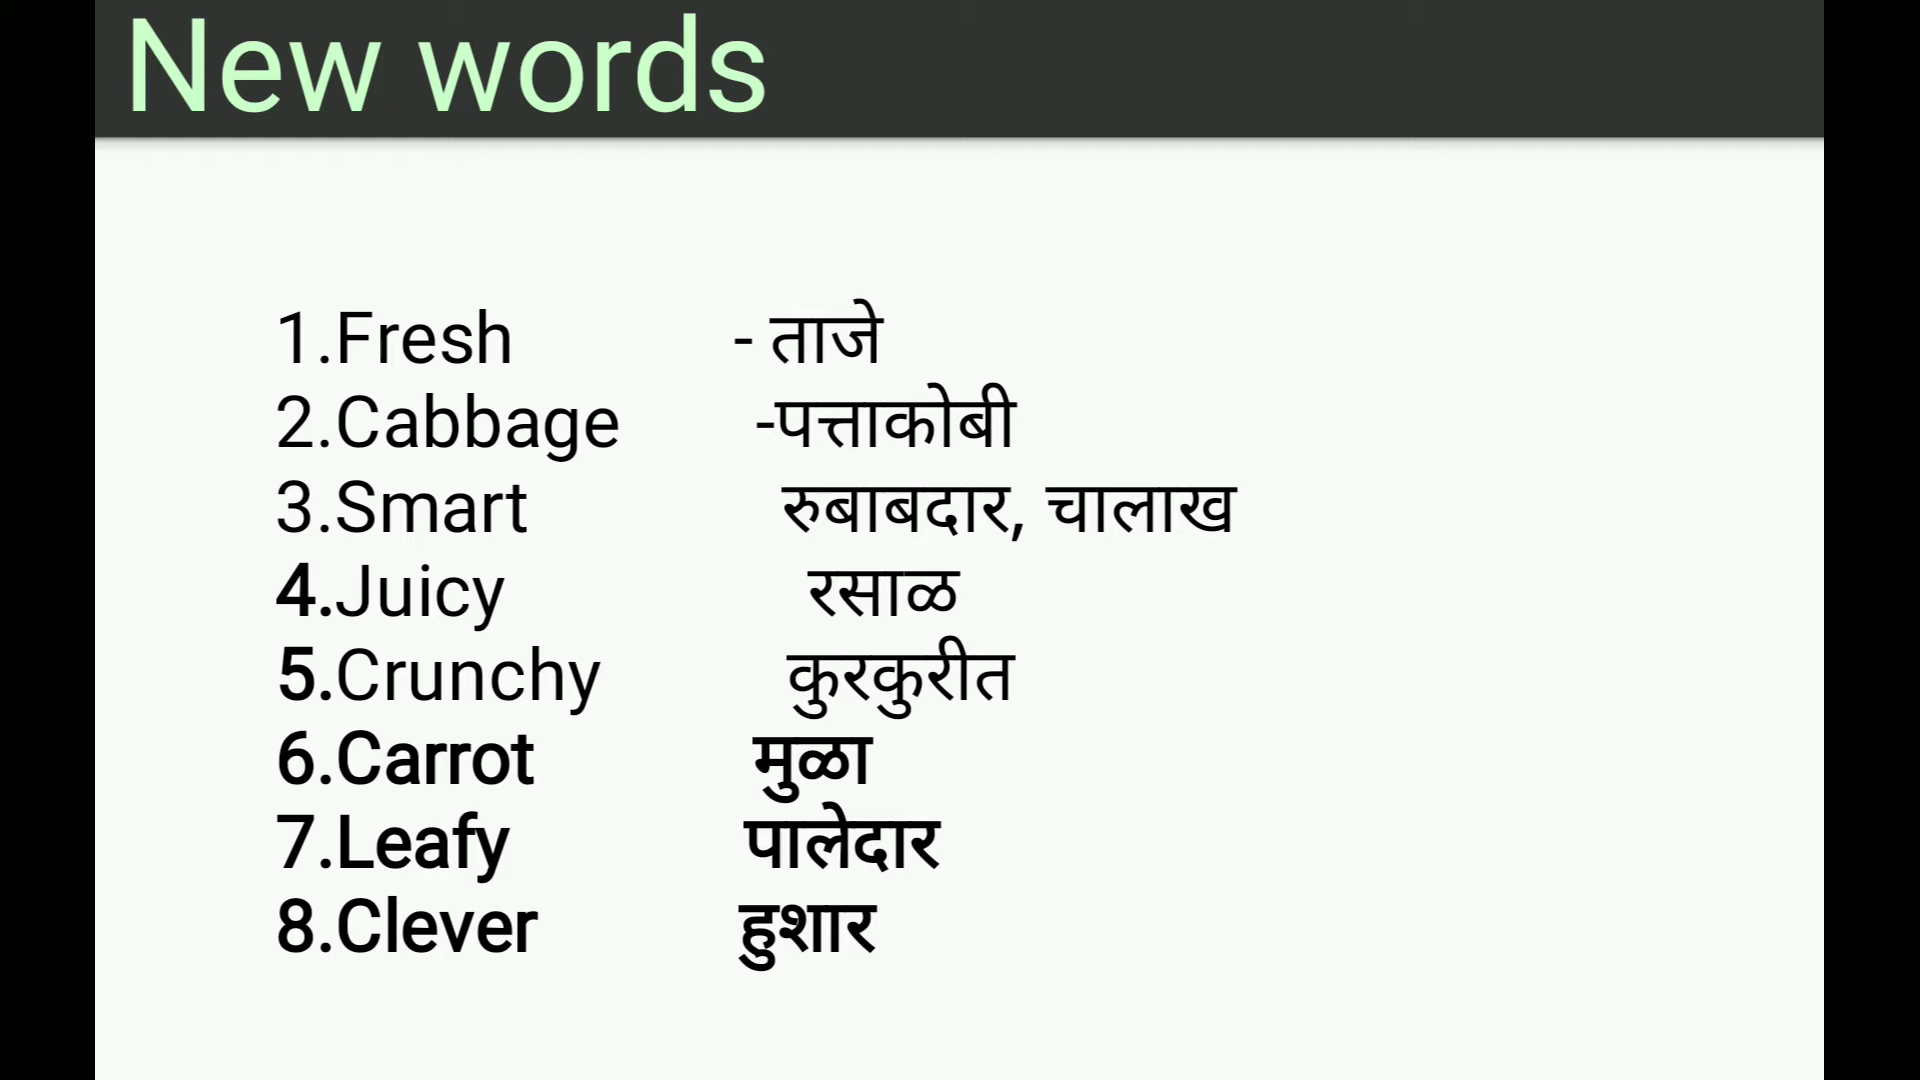 New words
1.Fresh - ताजे
2.Cabbage -पत्ताकोबी
3.Smart रुबाबदार, चालाख
4.Juicy रसाळ
5.Crunchy कुरकुरीत
6.Carrot मुळा
7.Leafy पालेदार
8.Clever हुशार